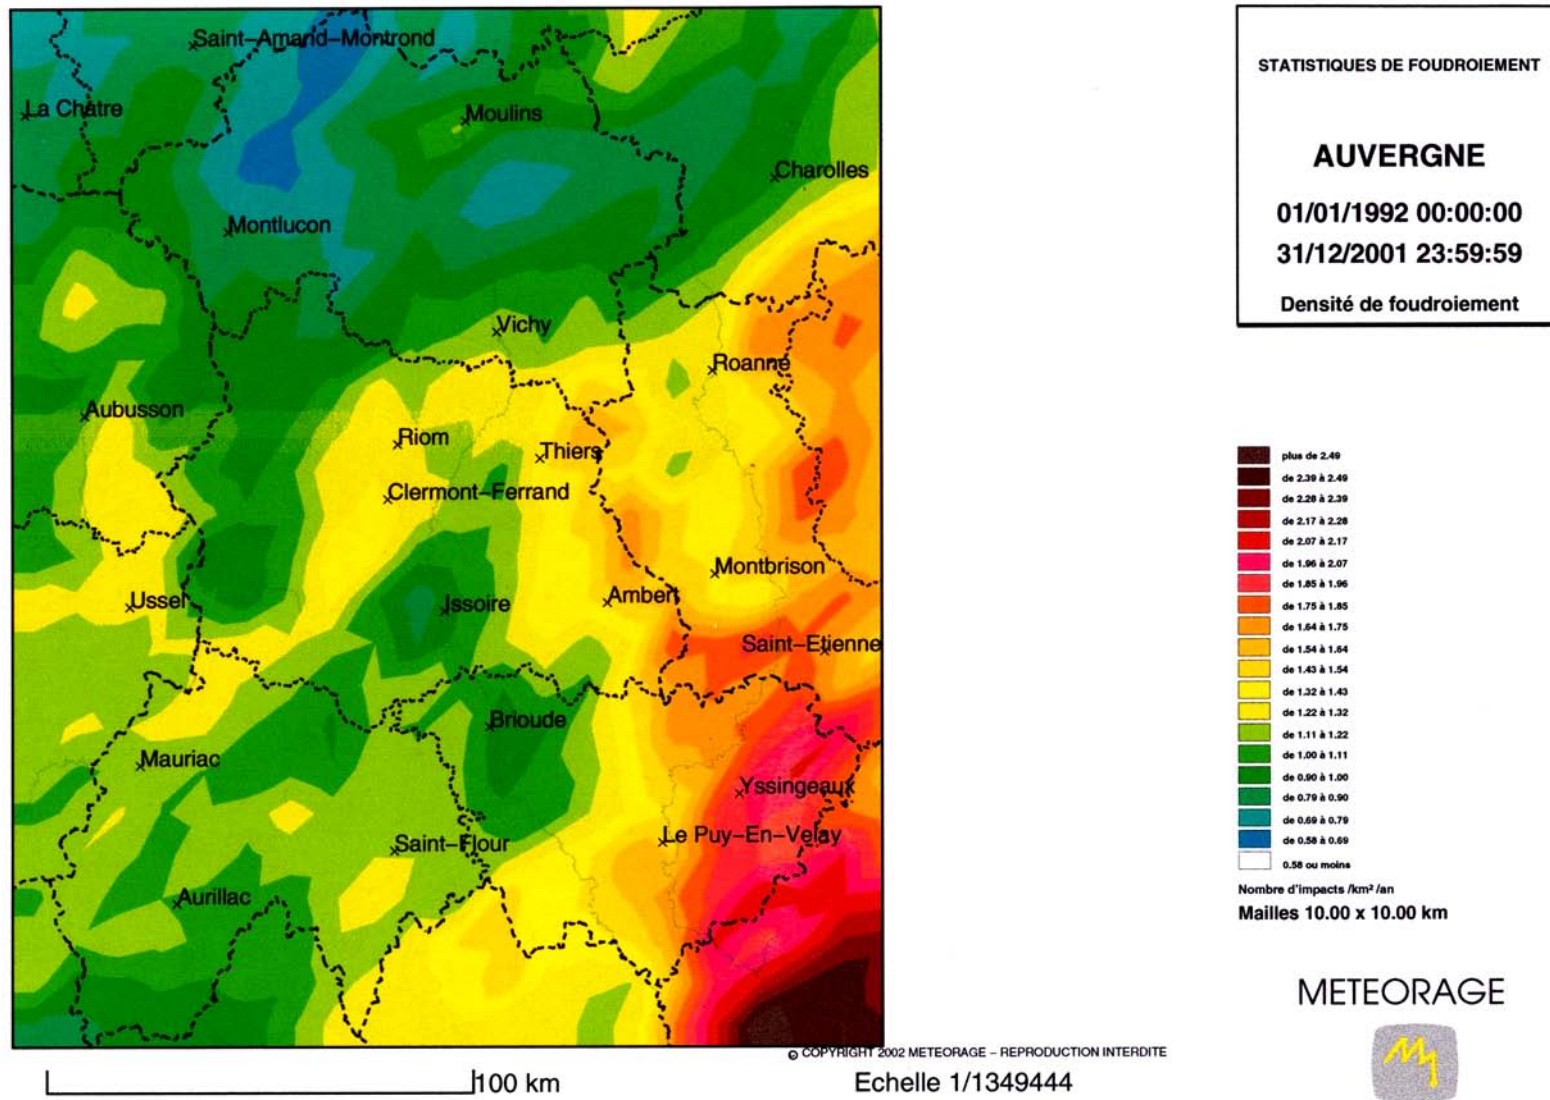 Saint-Amand-Montrond
La Chatre
Moulins
Charolles
Montlucon
Vichy
Roanne
Aubusson
Riom
Thiers
Clermont-Ferrand
Montbrison
Ussel
Issoire
Ambert
Saint-Etienne
Brioude
Mauriac
Yssingeaux
Saint-Flour
Le Puy-En-Velay
Aurillac
STATISTIQUES DE FOUDROIEMENT
AUVERGNE
01/01/1992 00:00:00
31/12/2001 23:59:59
Densité de foudroiement
plus de 2.49
de 2.39 à 2.49
de 2.28 à 2.39
de 2.17 à 2.28
de 2.07 à 2.17
de 1.96 à 2.07
de 1.85 à 1.96
de 1.75 à 1.85
de 1.64 à 1.75
de 1.54 à 1.64
de 1.43 à 1.54
de 1.32 à 1.43
de 1.22 à 1.32
de 1.11 à 1.22
de 1.00 à 1.11
de 0.90 à 1.00
de 0.79 à 0.90
de 0.69 à 0.79
de 0.58 à 0.69
0.58 ou moins
Nombre d'impacts /km² /an
Mailles 10.00 x 10.00 km
METEORAGE
© COPYRIGHT 2002 METEORAGE - REPRODUCTION INTERDITE
100 km
Echelle 1/1349444